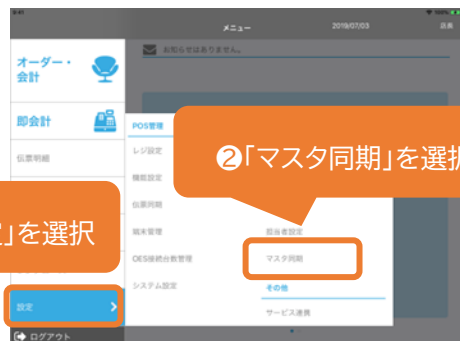 9:41
100%
メニュー
2019/07/03
店長
お知らせはありません。
オーダー・
会計
即会計
伝票明細
設定
ログアウト
POS管理
レジ設定
機能設定
伝票同期
端末管理
OES接続台数管理
システム設定
担当者設定
マスタ同期
その他
サービス連携
❷「マスタ同期」を選択
」を選択